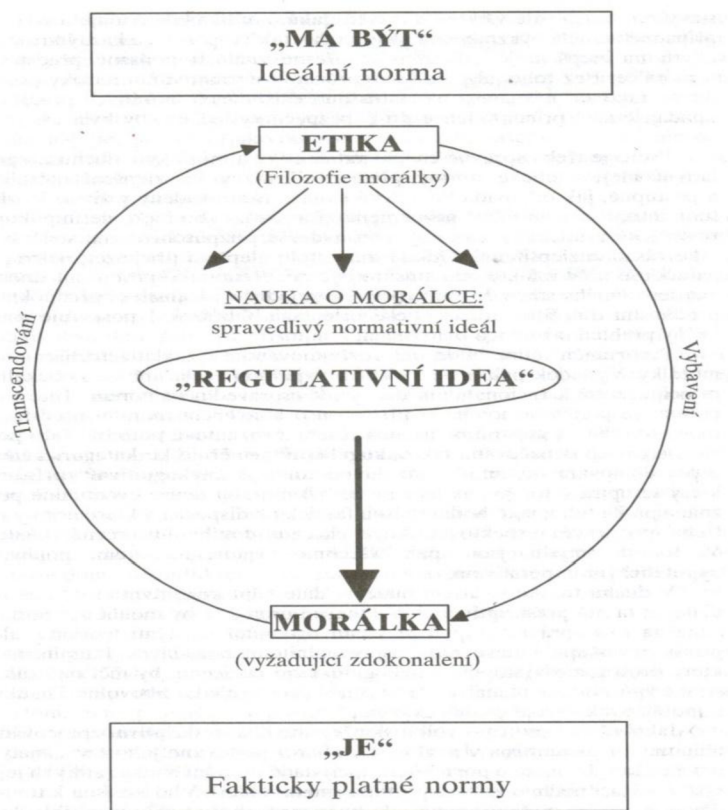 „MÁ BÝT“
Ideální norma
ETIKA
(Filozofie morálky)
NAUKA O MORÁLCE:
spravedlivý normativní ideál
„REGULATIVNÍ IDEA“
Transcendování
Vybavení
MORÁLKA
(vyžadující zdokonalení)
„JE“
Fakticky platné normy